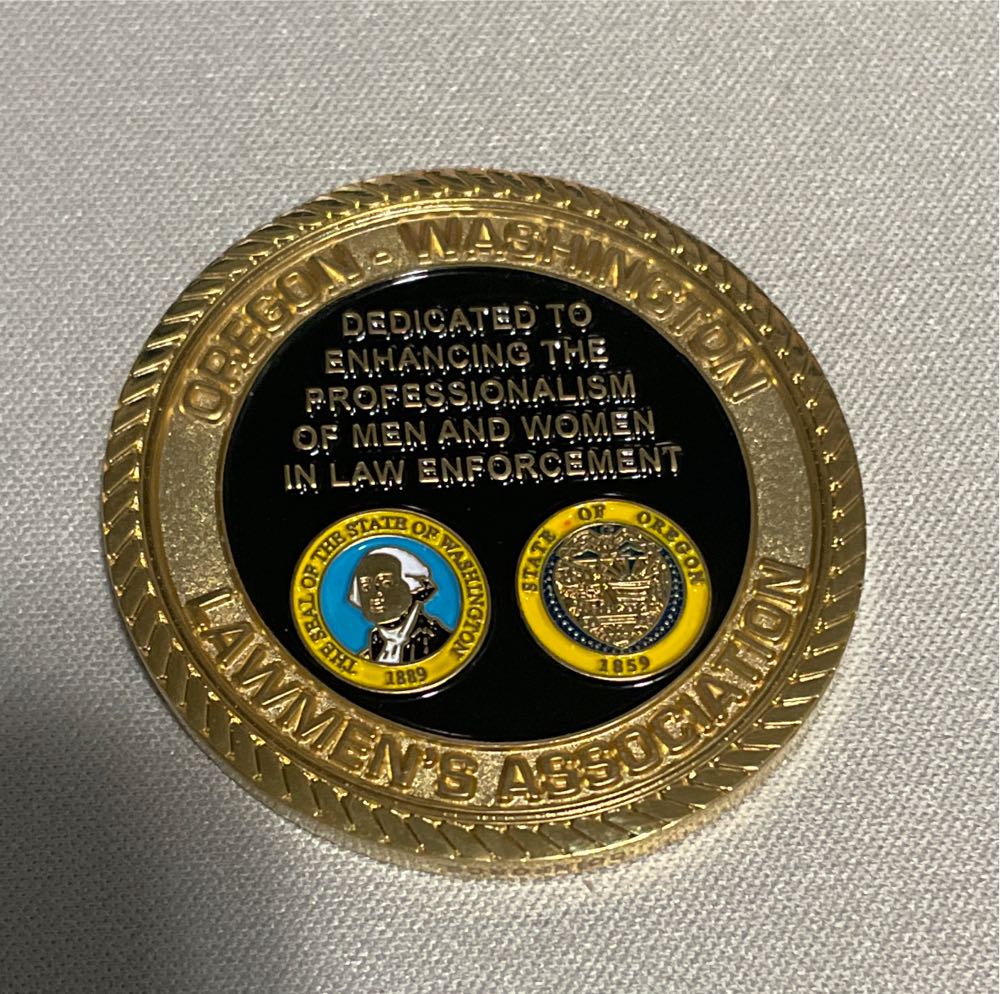 OREGON - WASHINGTON
DEDICATED TO
ENHANCING THE
PROFESSIONALISM
OF MEN AND WOMEN
IN LAW ENFORCEMENT
THE SEAL OF THE STATE OF WASHINGTON
1889
STATE OF OREGON
1859
LAWMEN'S ASSOCIATION